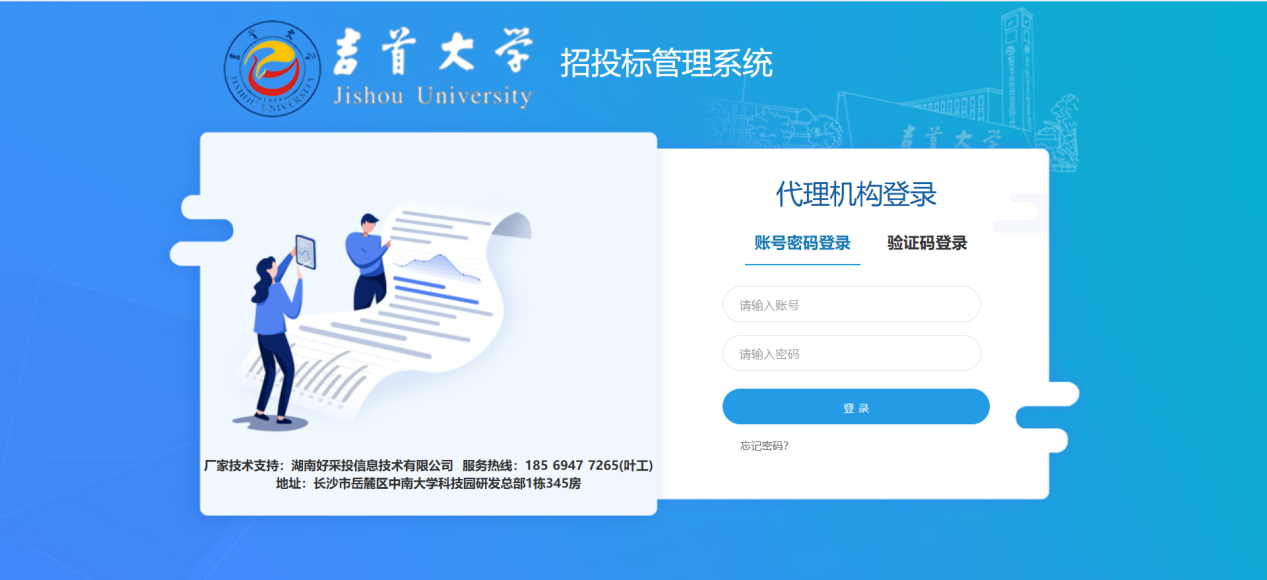 吉首大学
Jishou University
招投标管理系统
吉首大学
代理机构登录
账号密码登录
验证码登录
请输入账号
请输入密码
登 录
忘记密码?
厂家技术支持：湖南好采投信息技术有限公司 服务热线：185 6947 7265(叶工)
地址：长沙市岳麓区中南大学科技园研发总部1栋345房